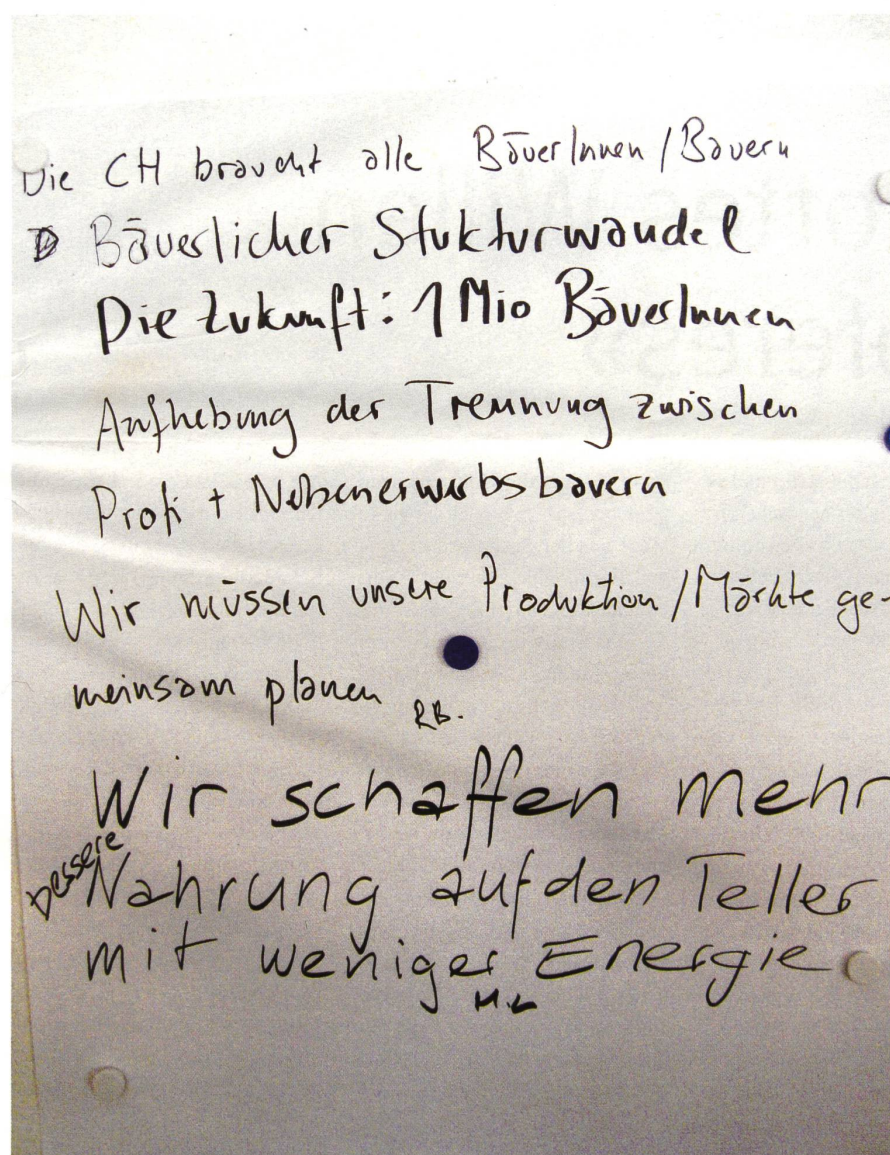 Die CH braucht alle BäuerInnen / Bauern
Bäuerlicher Stukturwandel
Die Zukunft: 1 Mio BäuerInnen
Aufhebung der Trennung zwischen
Profi + Nebenerwerbsbauern
Wir müssen unsere Produktion / Märkte ge-
meinsam planen RB.
Wir schaffen mehr
bessere
Nahrung auf den Teller
mit weniger Energie